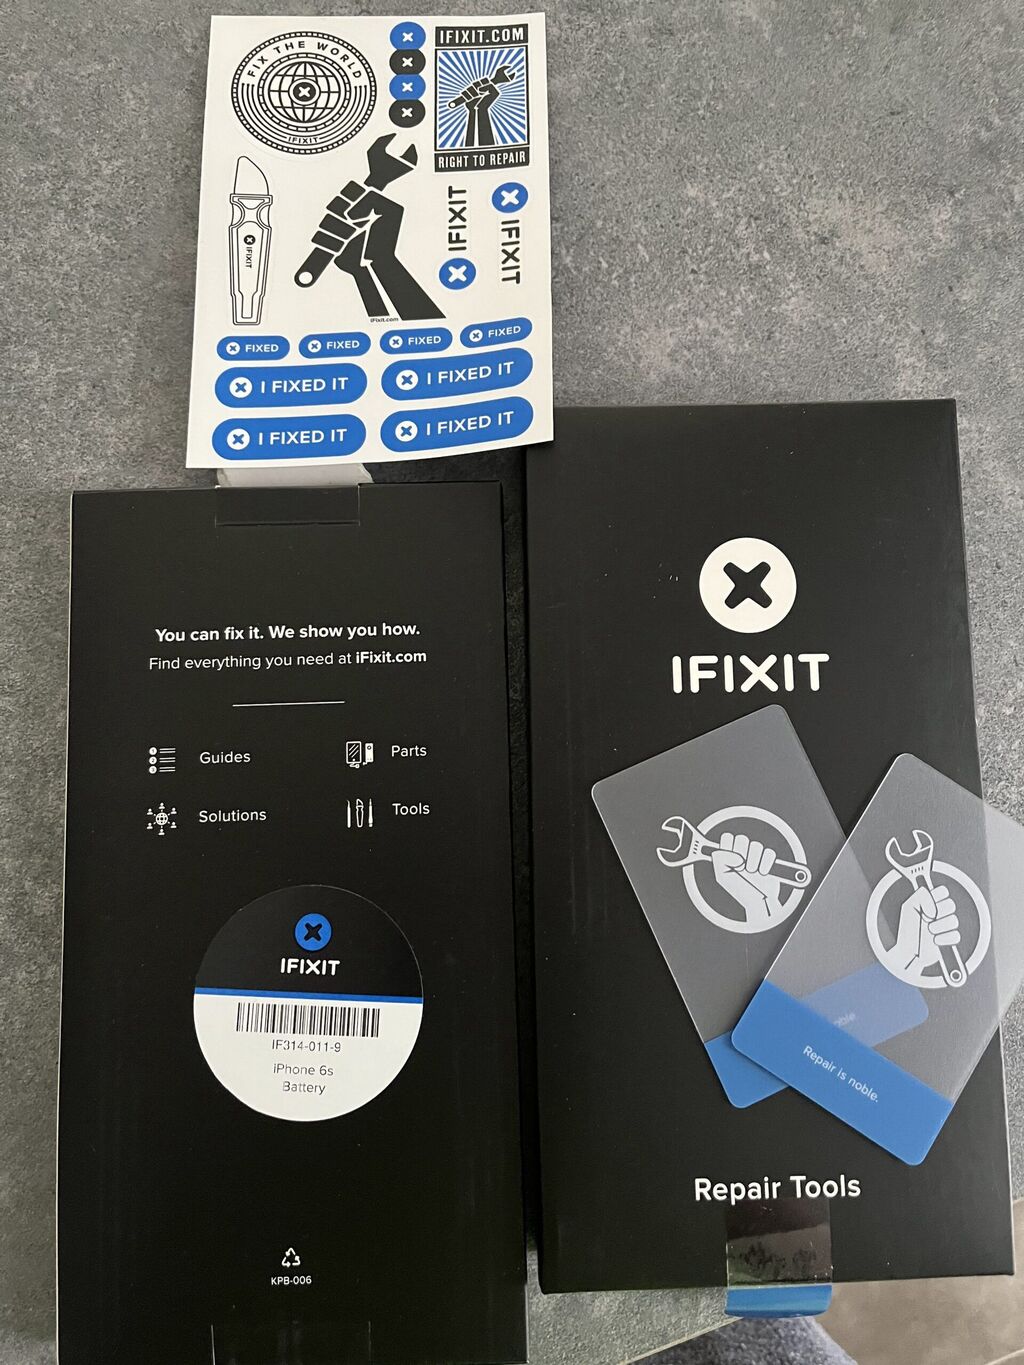 FIX THE WORLD
IFIXIT
IFIXIT.COM
RIGHT TO REPAIR
IFIXIT
IFIXIT
IFIXIT
iFixit.com
FIXED
FIXED
FIXED
FIXED
I FIXED IT
I FIXED IT
I FIXED IT
I FIXED IT
You can fix it. We show you how.
Find everything you need at iFixit.com
Guides
Parts
Solutions
Tools
IFIXIT
IF314-011-9
iPhone 6s
Battery
KPB-006
IFIXIT
noble
Repair is noble.
Repair Tools